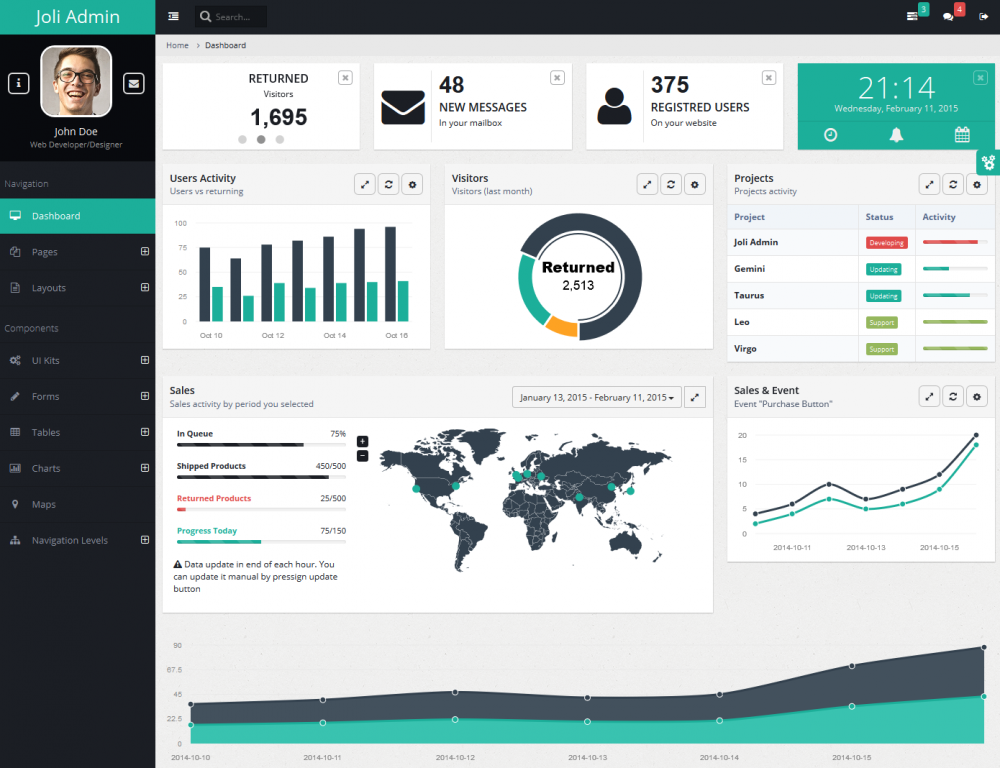 Joli Admin
Search...
3
4
John Doe
Web Developer/Designer
Navigation
Dashboard
Pages
Layouts
Components
UI Kits
Forms
Tables
Charts
Maps
Navigation Levels
Home
Dashboard
RETURNED
Visitors
1,695
48
NEW MESSAGES
In your mailbox
375
REGISTRED USERS
On your website
21:14
Wednesday, February 11, 2015
Users Activity
Users vs returning
100
75
50
25
0
Oct 10
Oct 12
Oct 14
Oct 16
Visitors
Visitors (last month)
Returned
2,513
Projects
Projects activity
Project Status Activity
Joli Admin Developing
Gemini Updating
Taurus Updating
Leo Support
Virgo Support
Sales
Sales activity by period you selected
January 13, 2015 - February 11, 2015
In Queue 75%
Shipped Products 450/500
Returned Products 25/500
Progress Today 75/150
Data update in end of each hour. You
can update it manual by pressign update
button
+
-
Sales & Event
Event "Purchase Button"
20
15
10
5
0
2014-10-11
2014-10-13
2014-10-15
90
67.5
45
22.5
0
2014-10-10
2014-10-11
2014-10-12
2014-10-13
2014-10-14
2014-10-15